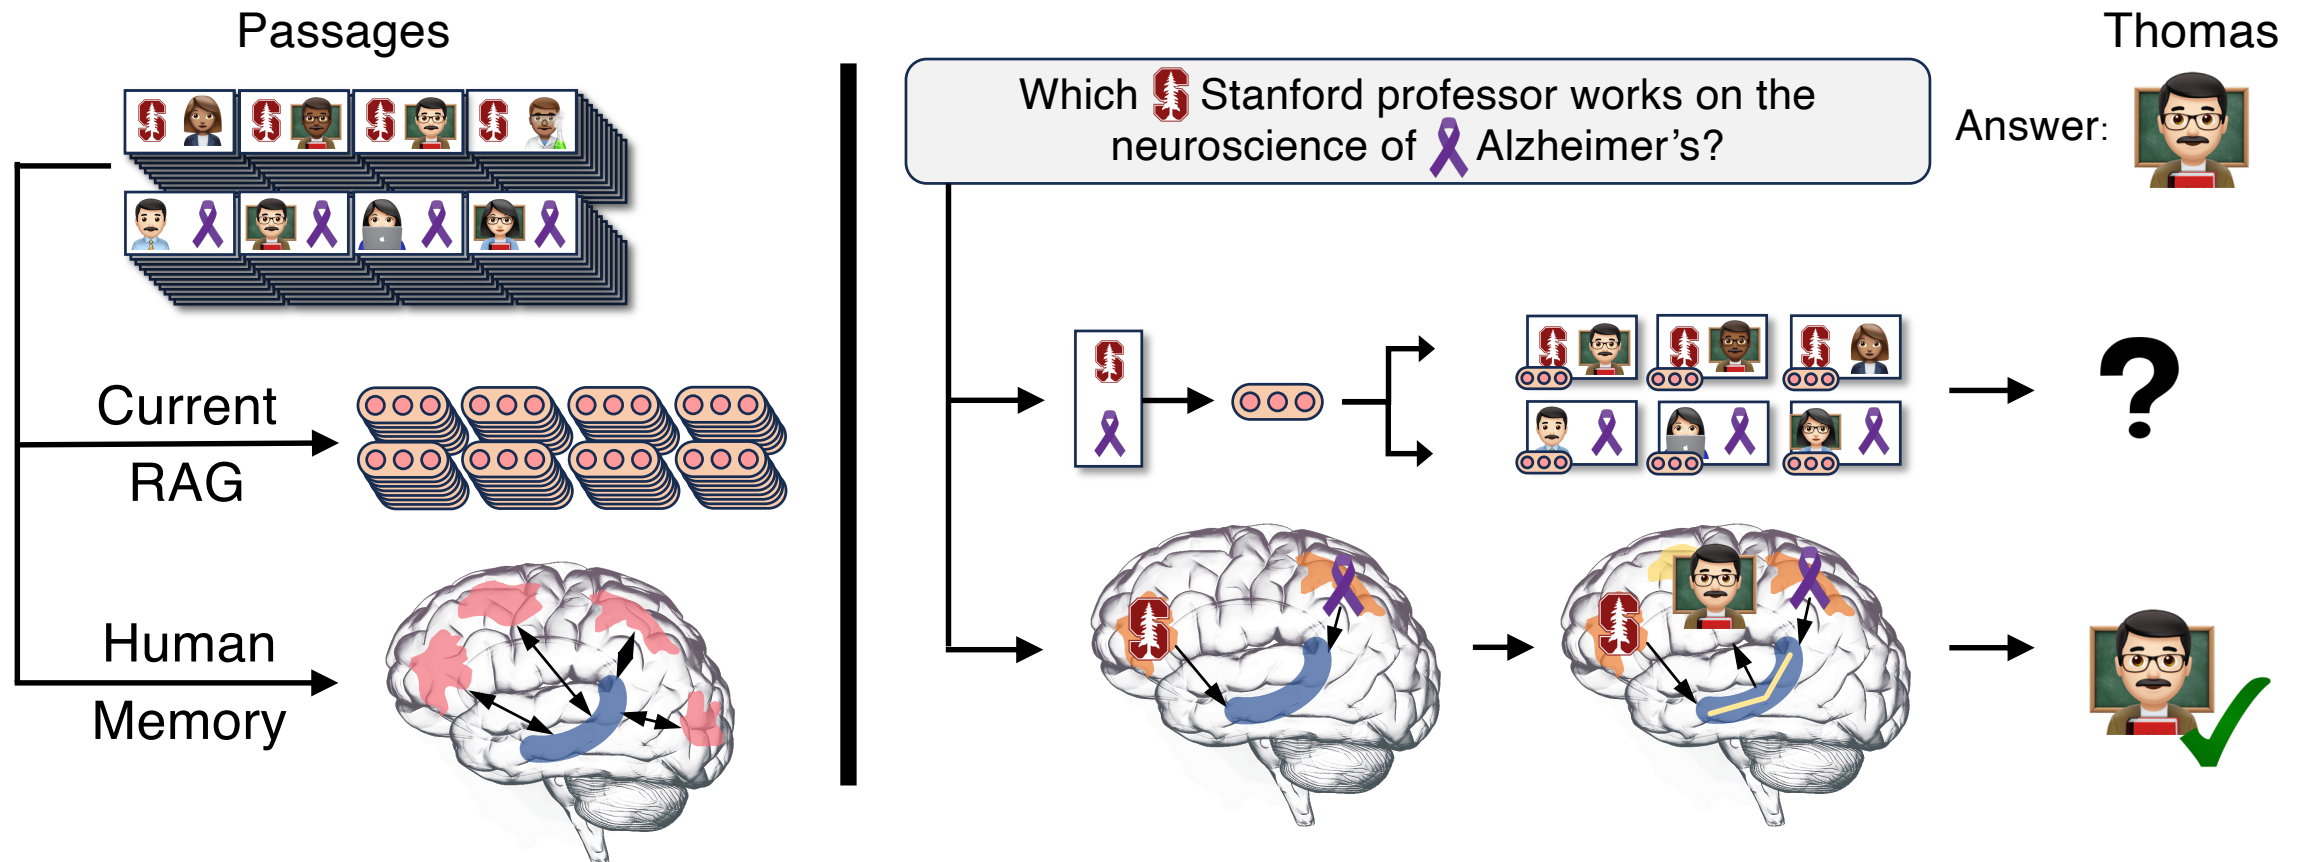 Passages
Current
RAG
Human
Memory
Which Stanford professor works on the
neuroscience of Alzheimer's?
Thomas
Answer:
?